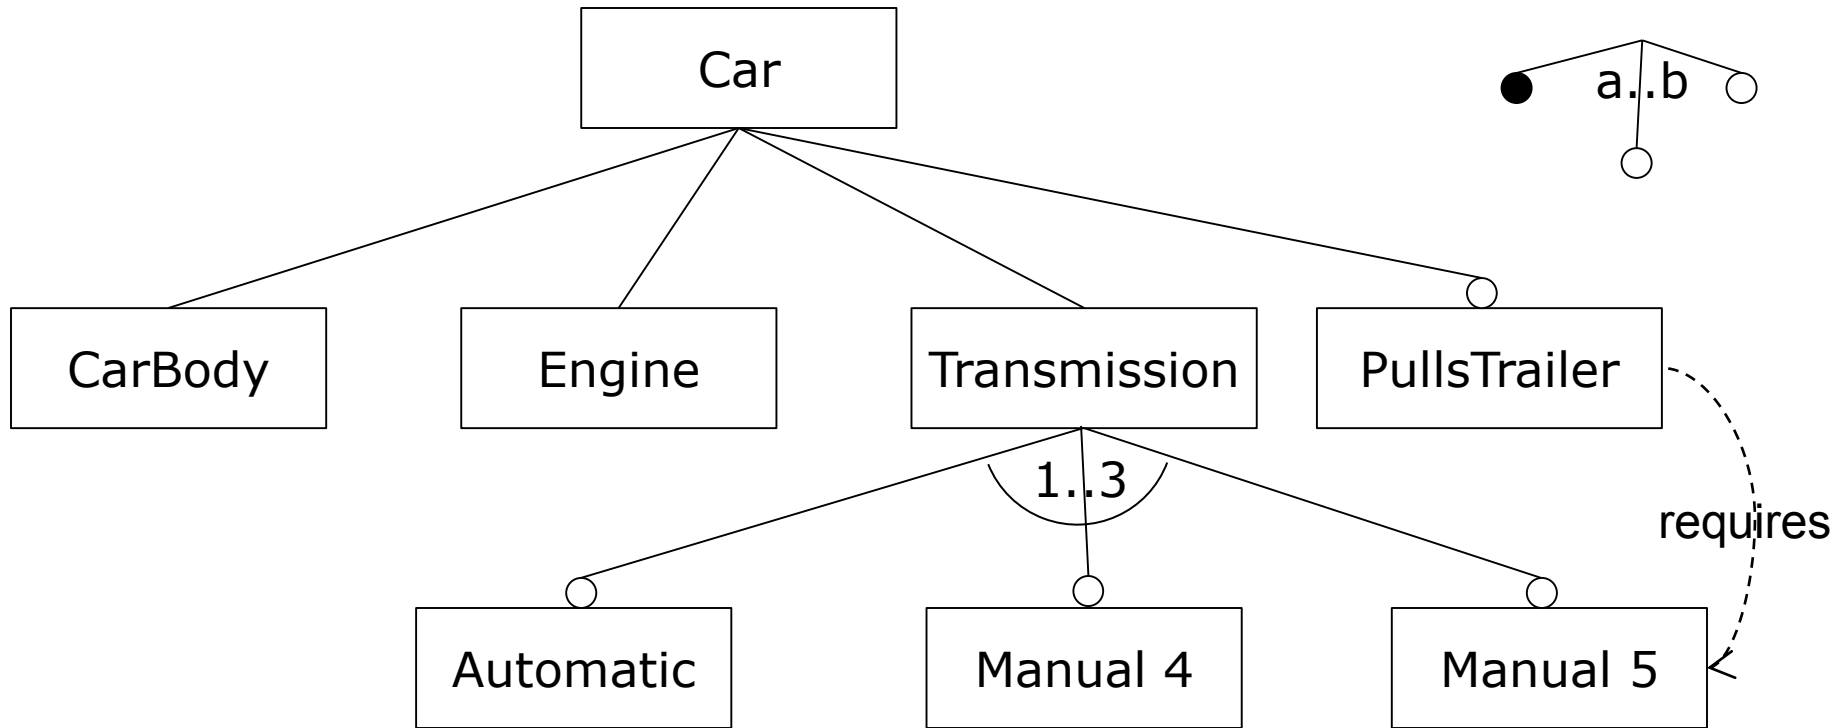 Car
a..b
CarBody
Engine
Transmission
PullsTrailer
1..3
requires
Automatic
Manual 4
Manual 5